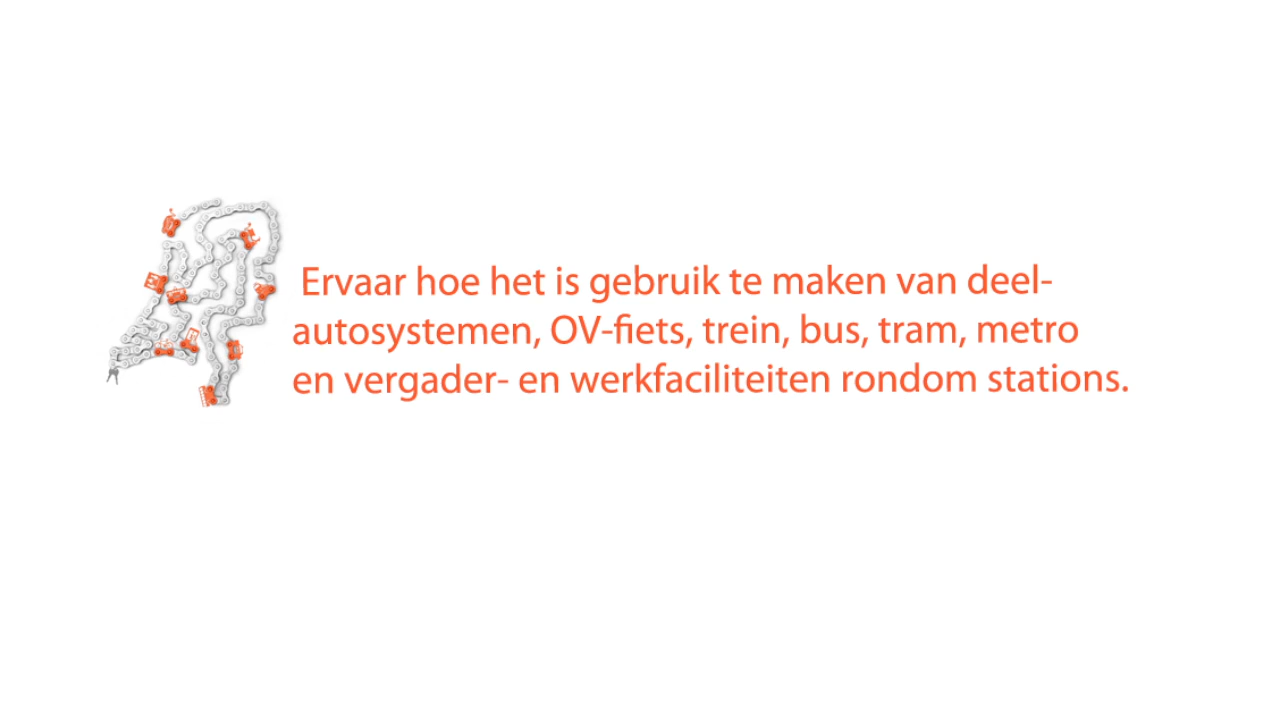 Ervaar hoe het is gebruik te maken van deel-
autosystemen, OV-fiets, trein, bus, tram, metro
en vergader- en werkfaciliteiten rondom stations.